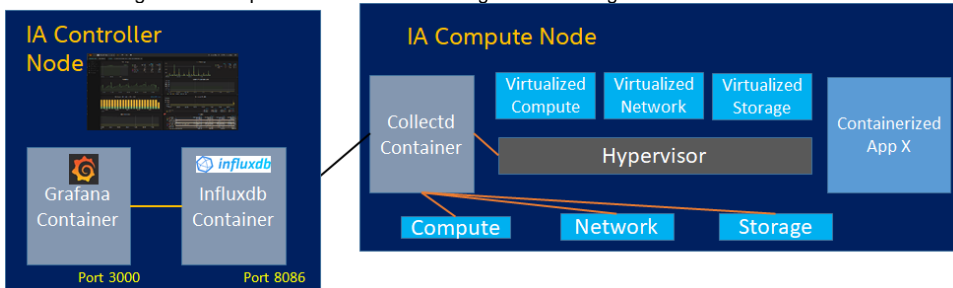 IA Controller
Node
influxdb
Grafana
Container
Influxdb
Container
Port 3000
Port 8086
IA Compute Node
Collectd
Container
Virtualized
Compute
Virtualized
Network
Virtualized
Storage
Hypervisor
Containerized
App X
Compute
Network
Storage